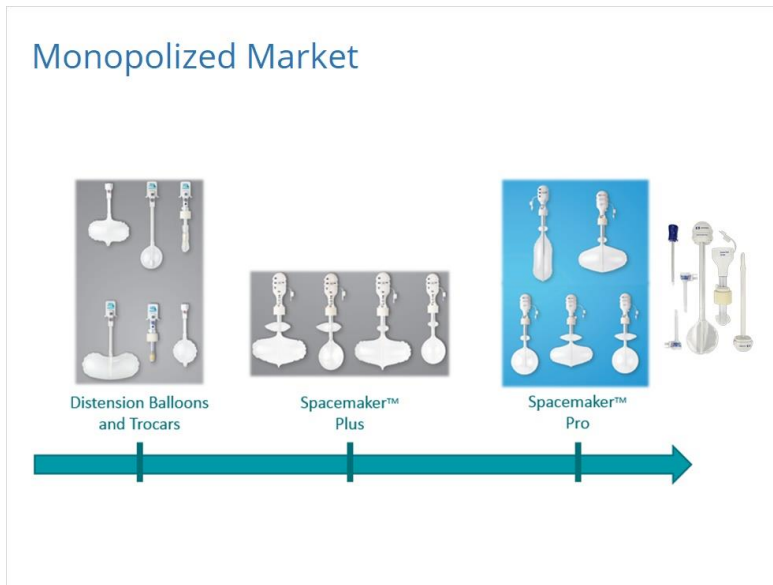 Monopolized Market
Distension Balloons
and Trocars
Spacemaker™
Plus
Spacemaker™
Pro